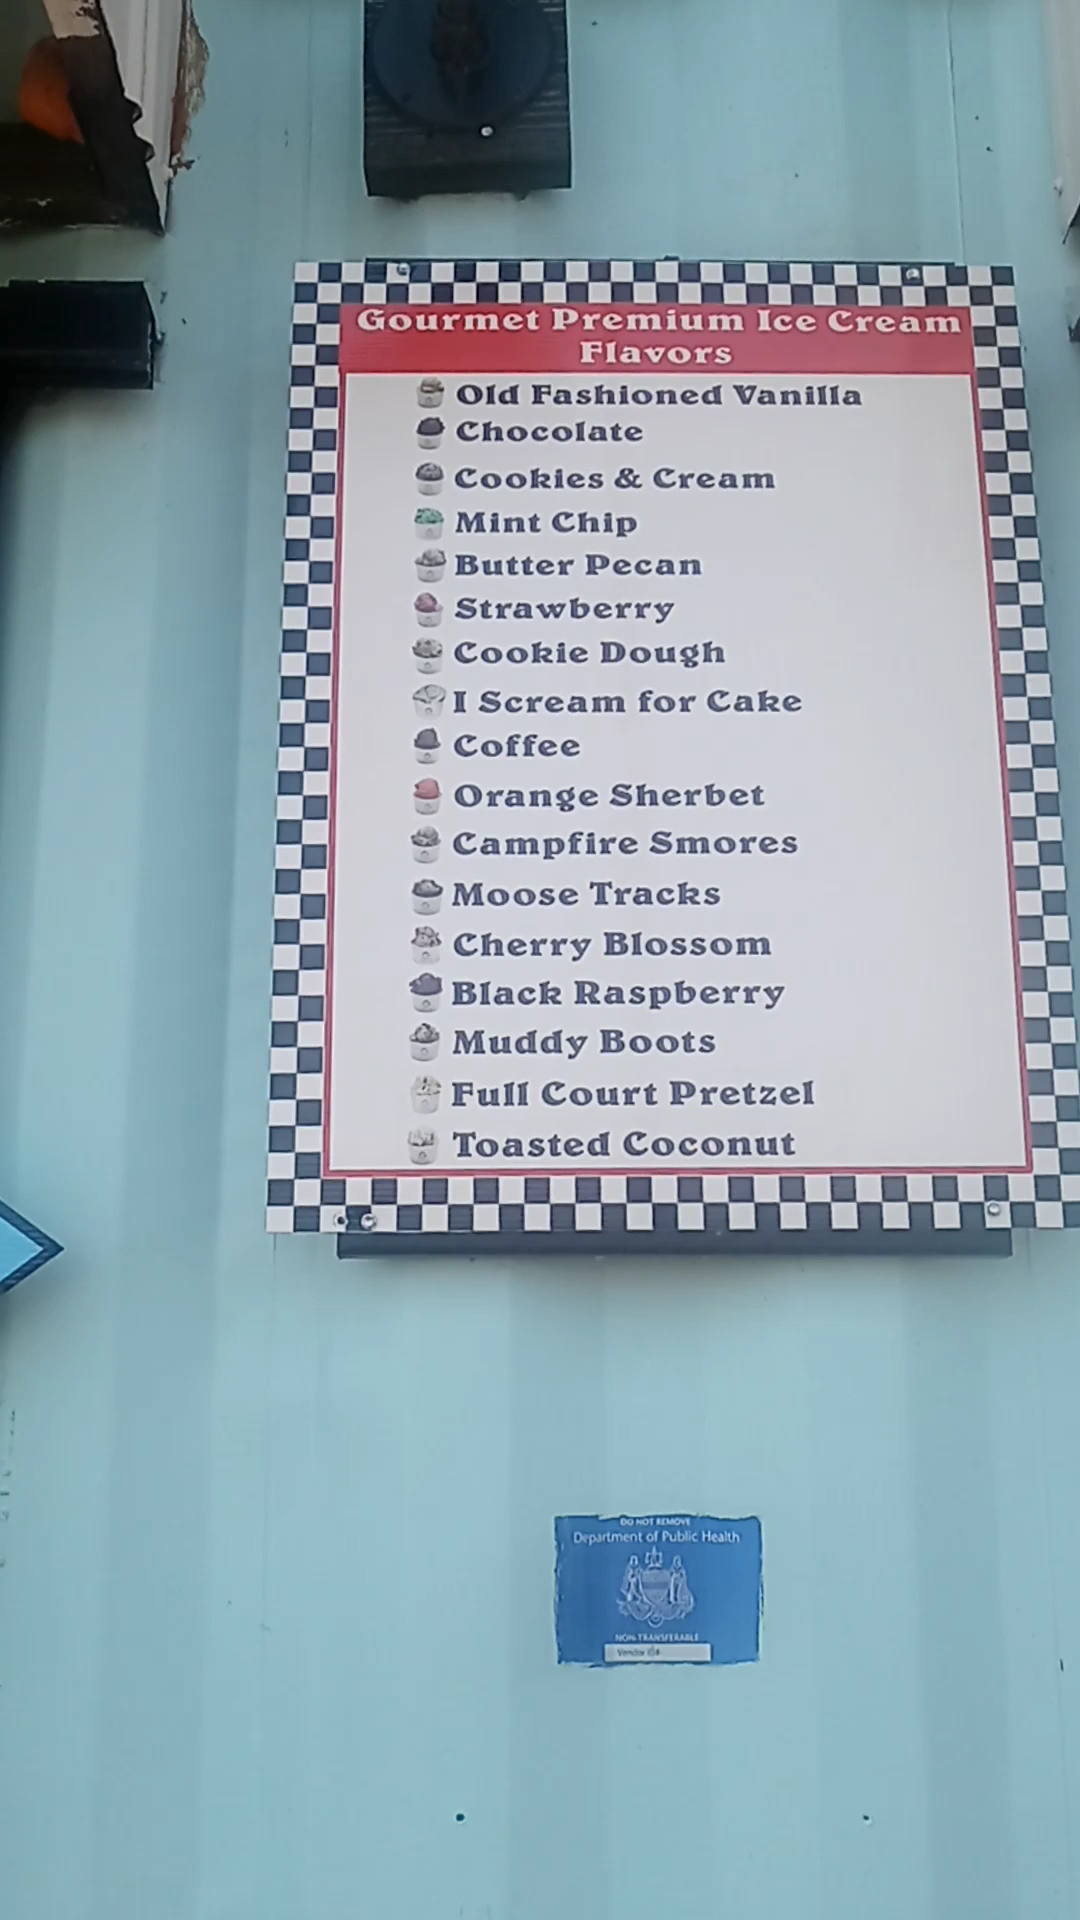 Gourmet Premium Ice Cream
Flavors
Old Fashioned Vanilla
Chocolate
Cookies & Cream
Mint Chip
Butter Pecan
Strawberry
Cookie Dough
I Scream for Cake
Coffee
Orange Sherbet
Campfire Smores
Moose Tracks
Cherry Blossom
Black Raspberry
Muddy Boots
Full Court Pretzel
Toasted Coconut
DO NOT REMOVE
Department of Public Health
NON-TRANSFERABLE
Vendor ID#